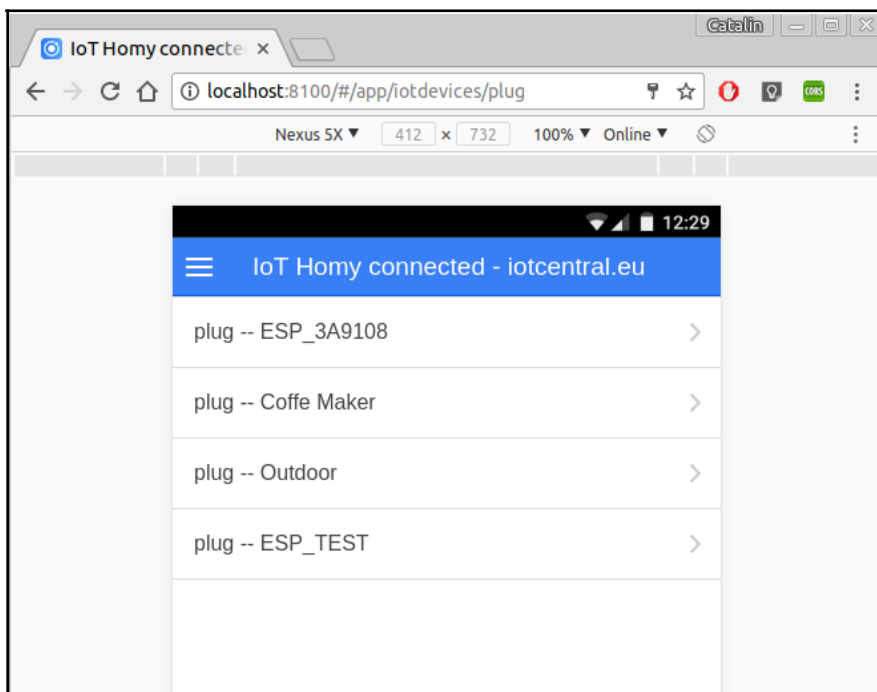 Catalin
IoT Homy connecte
localhost:8100/#/app/iotdevices/plug
CORS
Nexus 5X 412 × 732 100% Online
12:29
IoT Homy connected - iotcentral.eu
plug -- ESP_3A9108
plug -- Coffe Maker
plug -- Outdoor
plug -- ESP_TEST